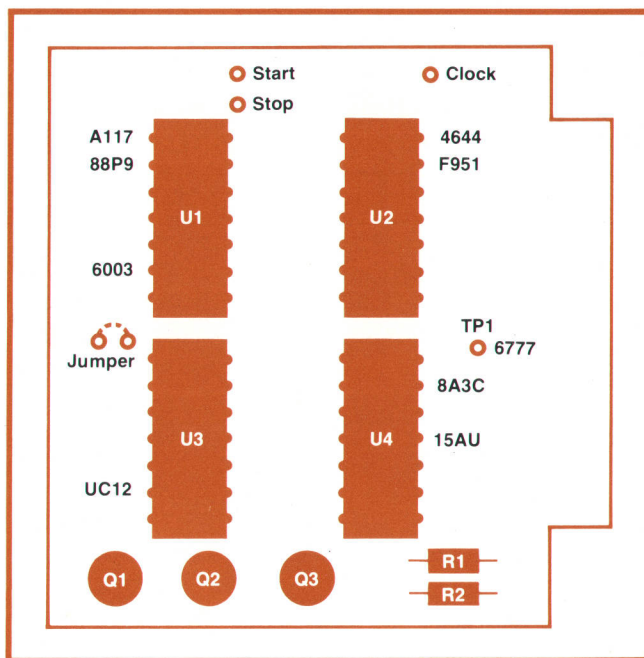 Start
Clock
Stop
A117
4644
88P9
F951
U1
U2
6003
TP1
6777
Jumper
8A3C
U3
U4
15AU
UC12
Q1
Q2
Q3
R1
R2